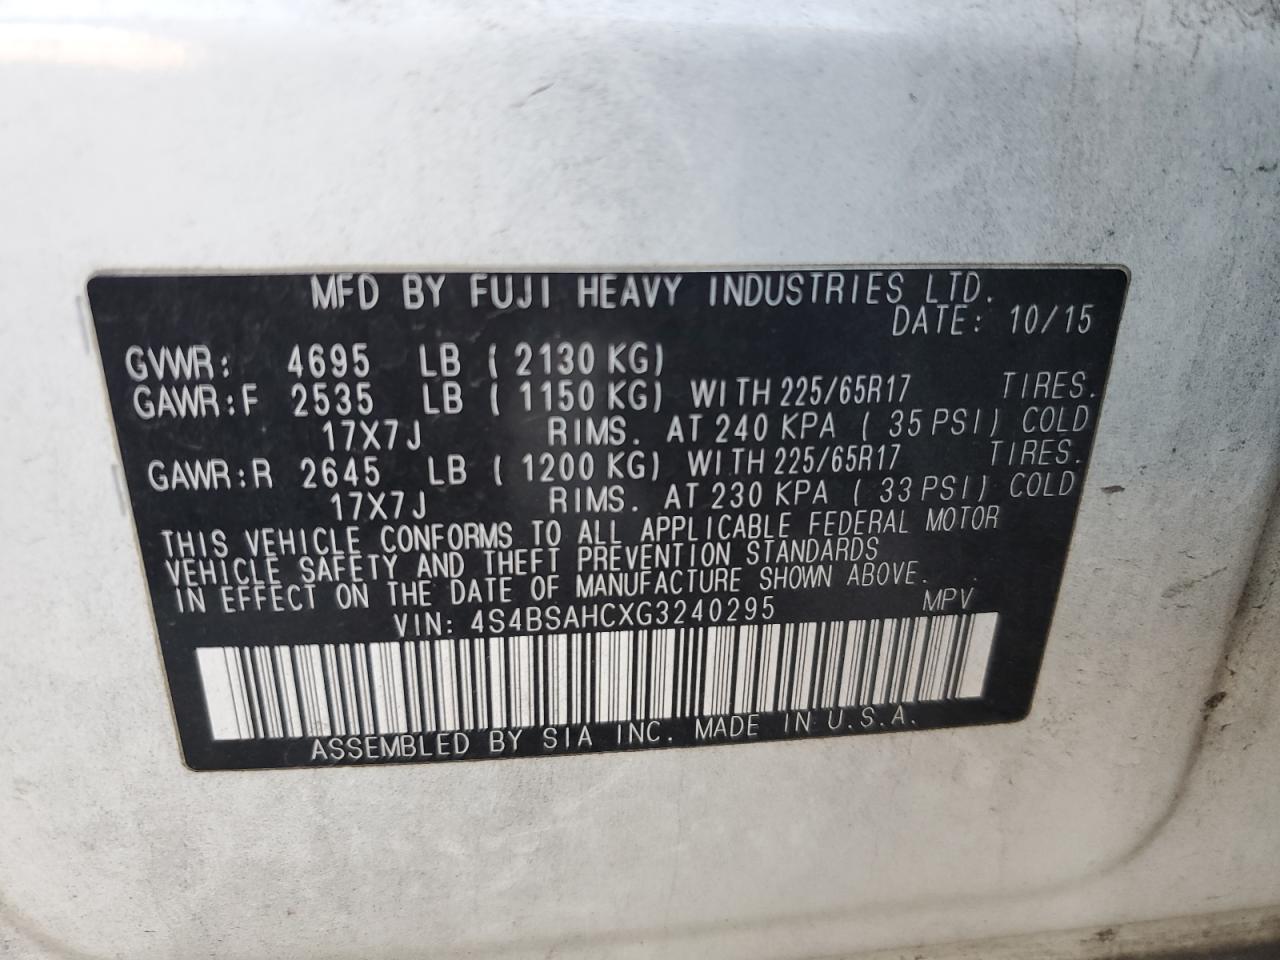 MFD BY FUJI HEAVY INDUSTRIES LTD.
DATE: 10/15
GVWR: 4695 LB ( 2130 KG)
GAWR:F 2535 LB ( 1150 KG) WITH 225/65R17 TIRES.
17X7J RIMS. AT 240 KPA ( 35 PSI) COLD
GAWR:R 2645 LB ( 1200 KG) WITH 225/65R17 TIRES.
17X7J RIMS. AT 230 KPA ( 33 PSI) COLD
THIS VEHICLE CONFORMS TO ALL APPLICABLE FEDERAL MOTOR
VEHICLE SAFETY AND THEFT PREVENTION STANDARDS
IN EFFECT ON THE DATE OF MANUFACTURE SHOWN ABOVE.
VIN: 4S4BSAHCXG3240295 MPV
ASSEMBLED BY SIA INC. MADE IN U.S.A.